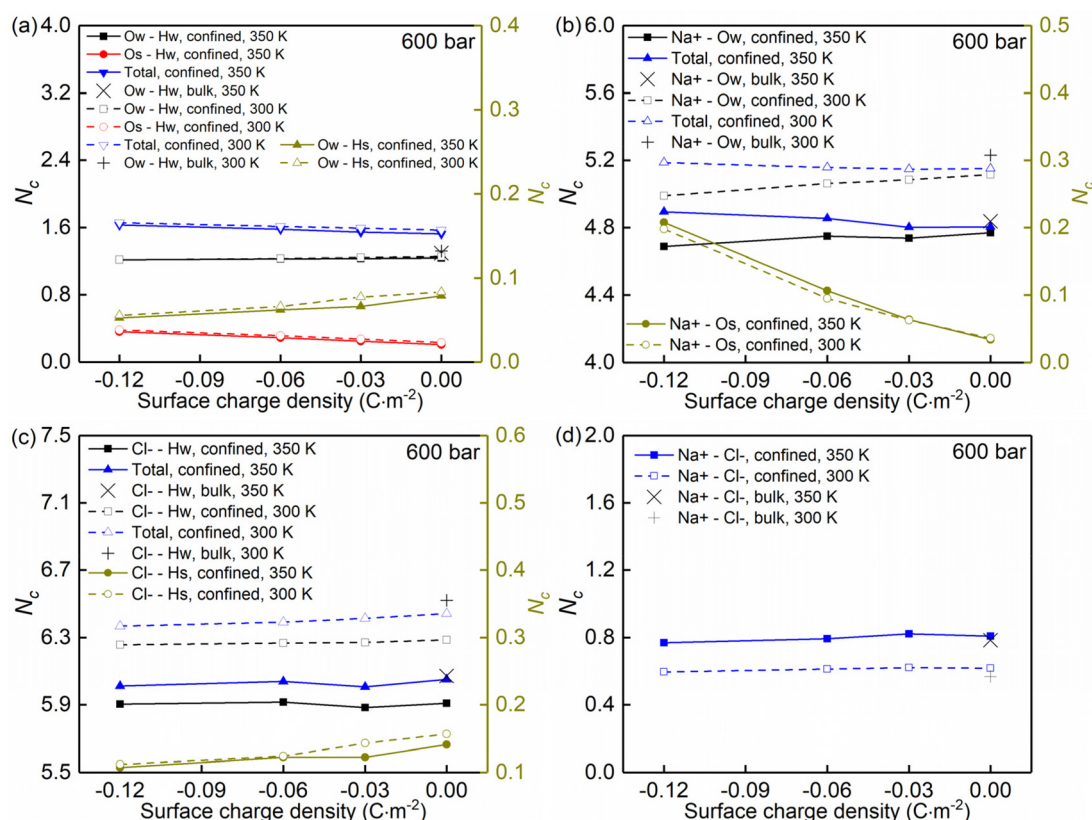 (a)
600 bar
Ow - Hw, confined, 350 K
Os - Hw, confined, 350 K
Total, confined, 350 K
Ow - Hw, bulk, 350 K
Ow - Hw, confined, 300 K
Os - Hw, confined, 300 K
Total, confined, 300 K
Ow - Hw, bulk, 300 K
Ow - Hs, confined, 350 K
Ow - Hs, confined, 300 K
4.0
3.2
2.4
1.6
0.8
0.0
Nc
0.4
0.3
0.2
0.1
0.0
Nc
-0.12 -0.09 -0.06 -0.03 0.00
Surface charge density (C·m-2)
(b)
600 bar
Na+ - Ow, confined, 350 K
Total, confined, 350 K
Na+ - Ow, bulk, 350 K
Na+ - Ow, confined, 300 K
Total, confined, 300 K
Na+ - Ow, bulk, 300 K
Na+ - Os, confined, 350 K
Na+ - Os, confined, 300 K
6.0
5.6
5.2
4.8
4.4
4.0
Nc
0.5
0.4
0.3
0.2
0.1
0.0
Nc
-0.12 -0.09 -0.06 -0.03 0.00
Surface charge density (C·m-2)
(c)
600 bar
Cl- - Hw, confined, 350 K
Total, confined, 350 K
Cl- - Hw, bulk, 350 K
Cl- - Hw, confined, 300 K
Total, confined, 300 K
Cl- - Hw, bulk, 300 K
Cl- - Hs, confined, 350 K
Cl- - Hs, confined, 300 K
7.5
7.1
6.7
6.3
5.9
5.5
Nc
0.6
0.5
0.4
0.3
0.2
0.1
Nc
-0.12 -0.09 -0.06 -0.03 0.00
Surface charge density (C·m-2)
(d)
600 bar
Na+ - Cl-, confined, 350 K
Na+ - Cl-, confined, 300 K
Na+ - Cl-, bulk, 350 K
Na+ - Cl-, bulk, 300 K
2.0
1.6
1.2
0.8
0.4
0.0
Nc
-0.12 -0.09 -0.06 -0.03 0.00
Surface charge density (C·m-2)